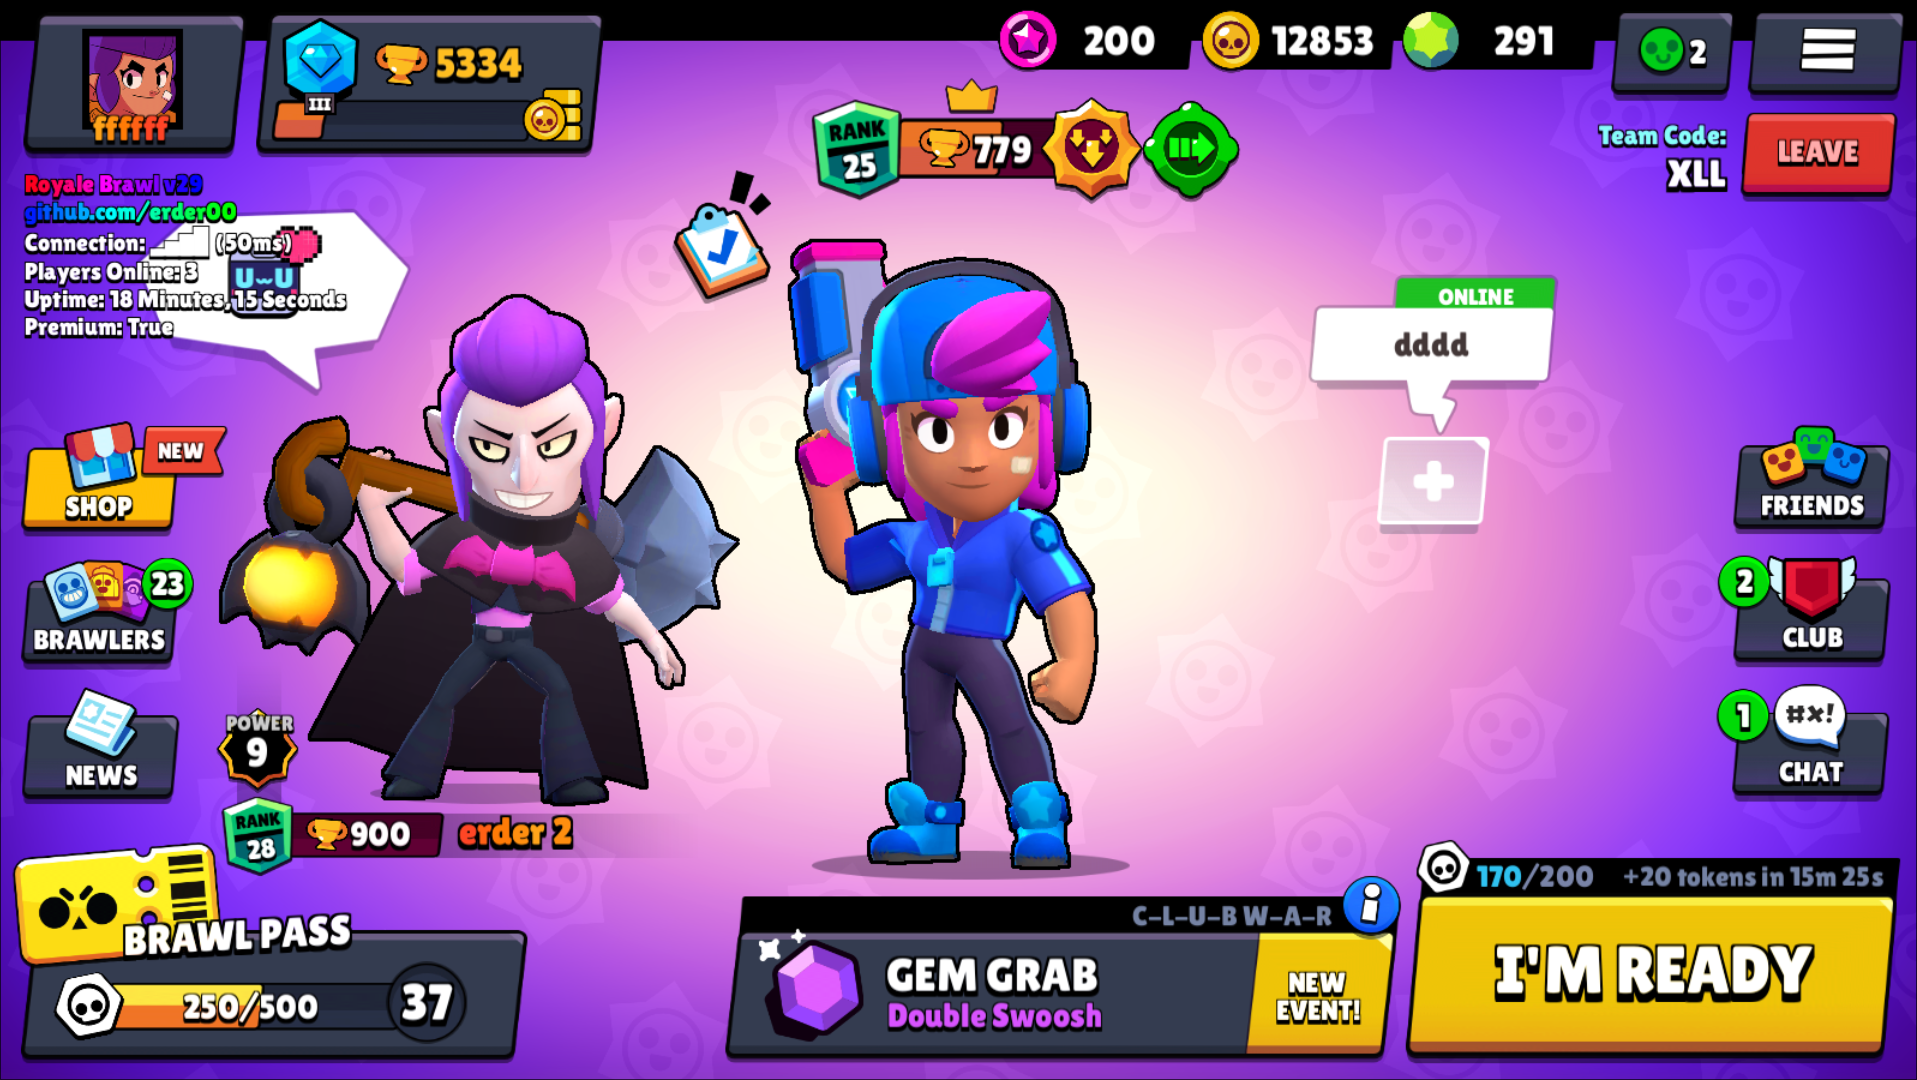 ffffff
III
5334
200
12853
291
2
Team Code:
XLL
LEAVE
RANK
25
779
Royale Brawl v29
github.com/erder00
Connection: (50ms)
Players Online: 3
Uptime: 18 Minutes, 15 Seconds
Premium: True
U~U
ONLINE
dddd
NEW
SHOP
23
BRAWLERS
NEWS
FRIENDS
2
CLUB
1
#×!
CHAT
POWER
9
RANK
28
900
erder 2
BRAWL PASS
250/500
37
C-L-U-B W-A-R
i
GEM GRAB
Double Swoosh
NEW
EVENT!
170/200
+20 tokens in 15m 25s
I'M READY